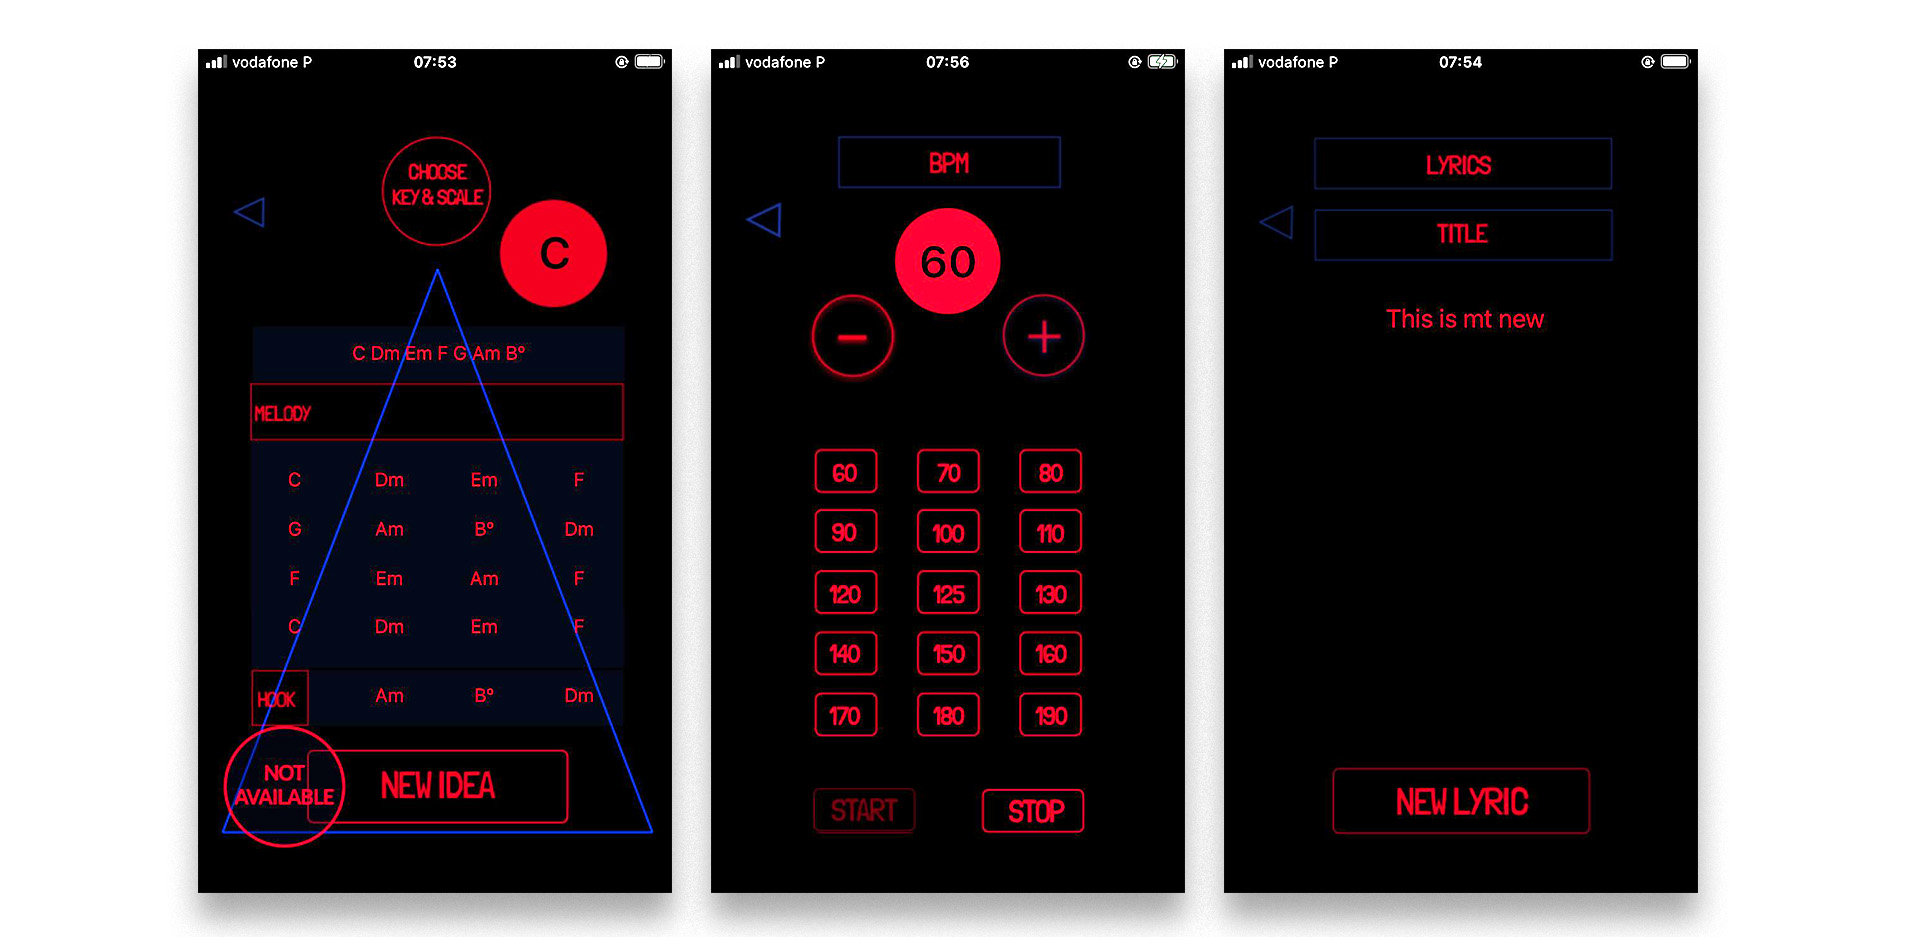 vodafone P 07:53
CHOOSE
KEY & SCALE
C
C Dm Em F G Am Bº
MELODY
C Dm Em F
G Am Bº Dm
F Em Am F
C Dm Em F
HOOK Am Bº Dm
NOT
AVAILABLE
NEW IDEA
vodafone P 07:56
BPM
60
− +
60 70 80
90 100 110
120 125 130
140 150 160
170 180 190
START STOP
vodafone P 07:54
LYRICS
TITLE
This is mt new
NEW LYRIC